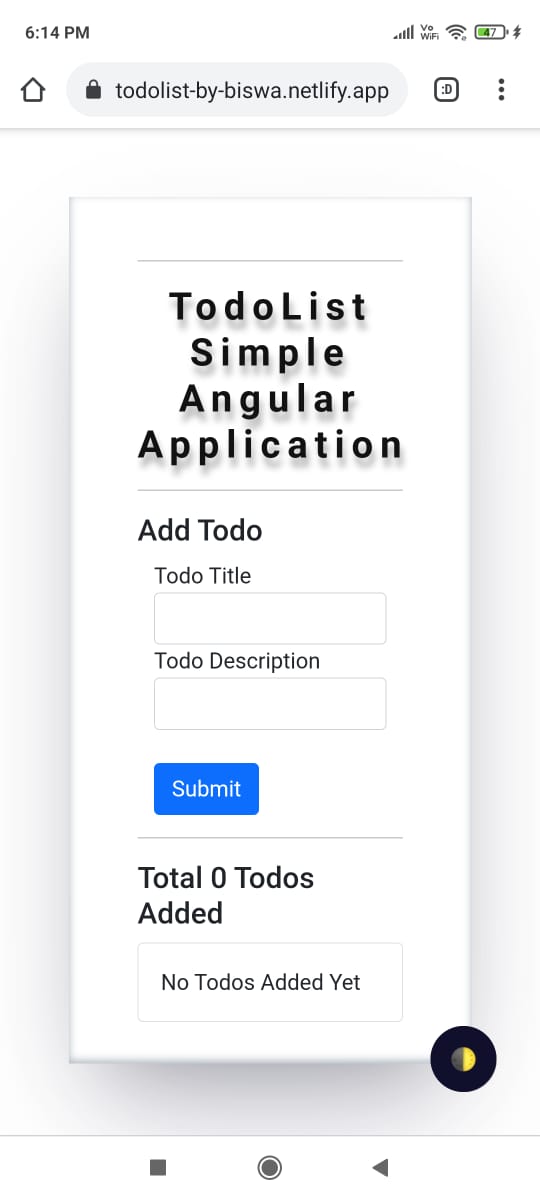 6:14 PM
Vo
WiFi
47
todolist-by-biswa.netlify.app
:D
TodoList
Simple
Angular
Application
Add Todo
Todo Title
Todo Description
Submit
Total 0 Todos
Added
No Todos Added Yet